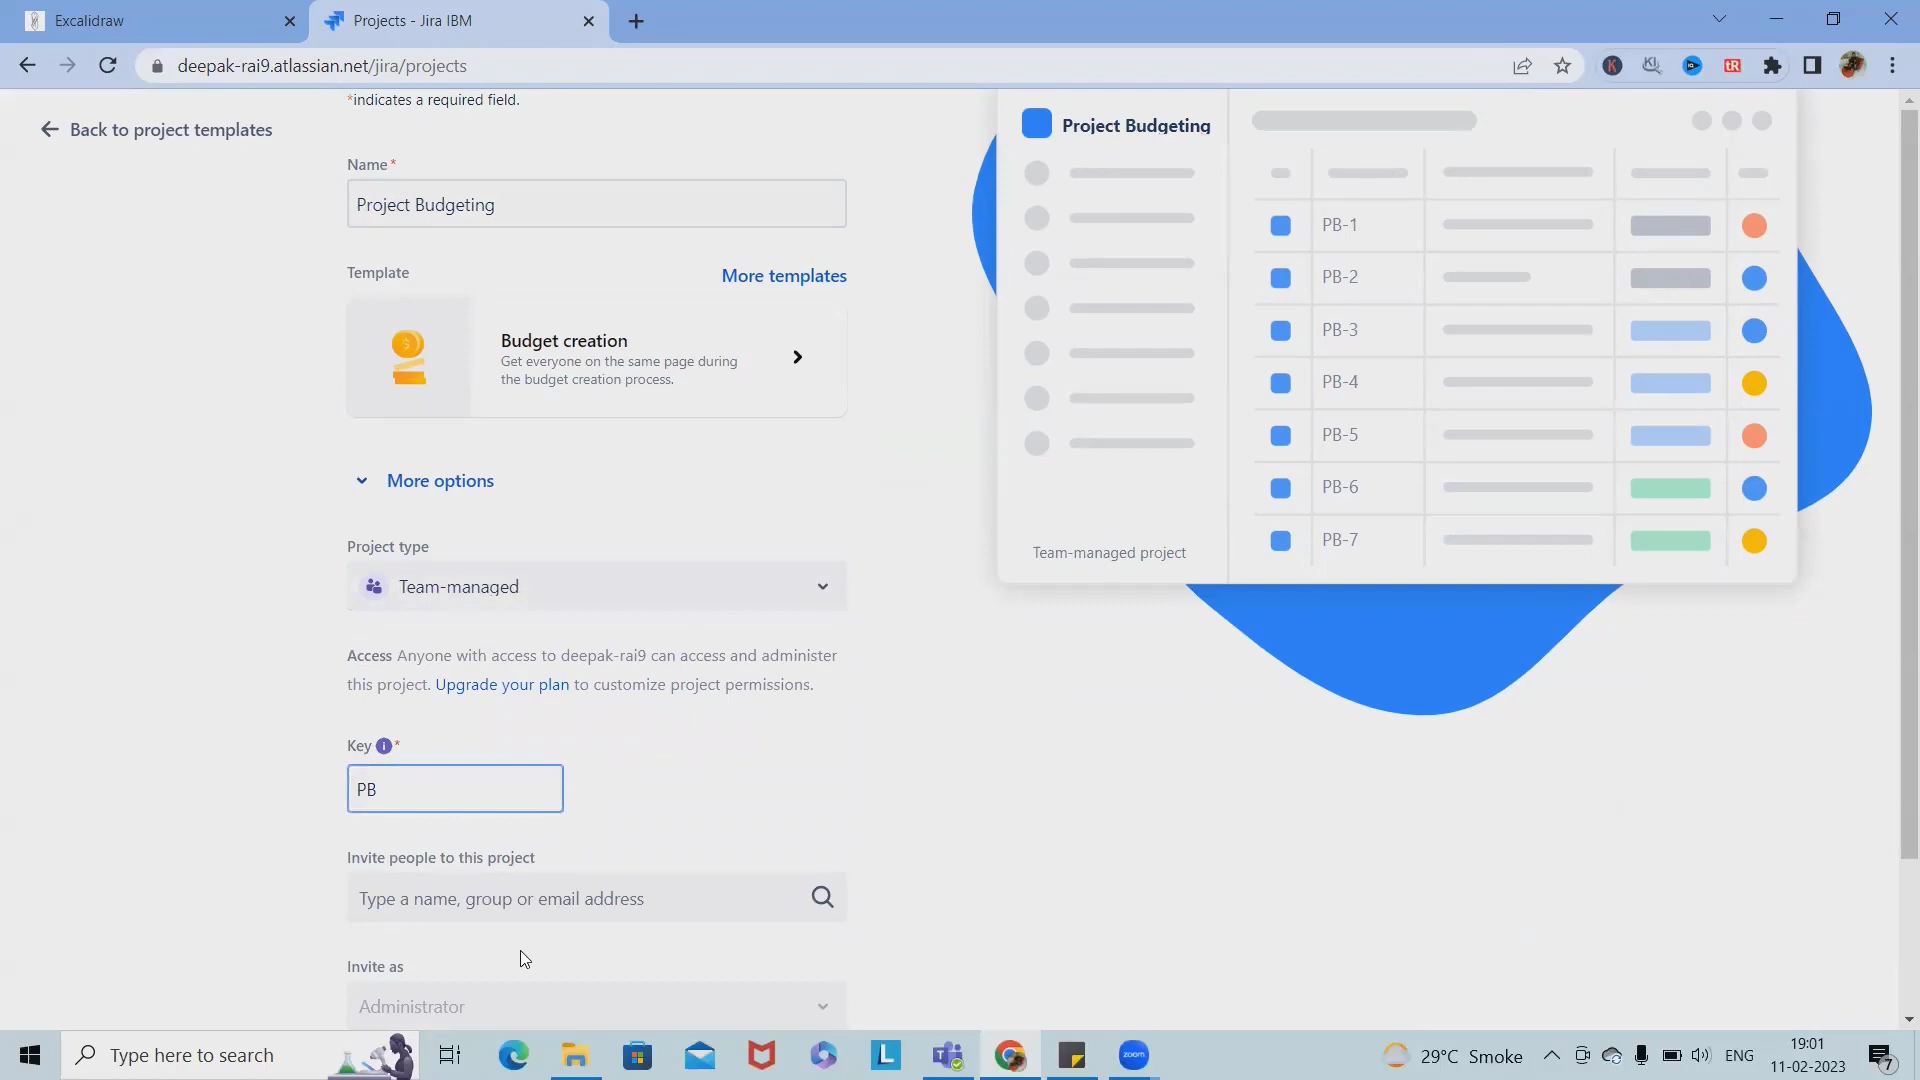 Excalidraw
Projects - Jira IBM
deepak-rai9.atlassian.net/jira/projects
*indicates a required field.
Back to project templates
Name *
Project Budgeting
Template
More templates
Budget creation
Get everyone on the same page during
the budget creation process.
More options
Project type
Team-managed
Access Anyone with access to deepak-rai9 can access and administer
this project. Upgrade your plan to customize project permissions.
Key *
PB
Invite people to this project
Type a name, group or email address
Invite as
Administrator
Project Budgeting
PB-1
PB-2
PB-3
PB-4
PB-5
PB-6
PB-7
Team-managed project
Type here to search
zoom
29°C Smoke
ENG
19:01
11-02-2023
7